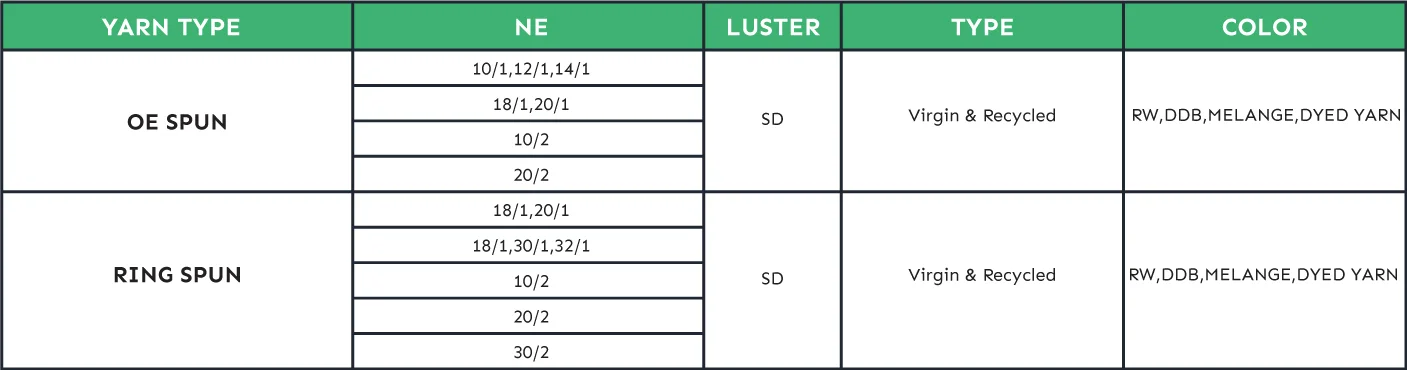 YARN TYPE NE LUSTER TYPE COLOR
OE SPUN
10/1,12/1,14/1
18/1,20/1
10/2
20/2
SD
Virgin & Recycled
RW,DDB,MELANGE,DYED YARN
RING SPUN
18/1,20/1
18/1,30/1,32/1
10/2
20/2
30/2
SD
Virgin & Recycled
RW,DDB,MELANGE,DYED YARN